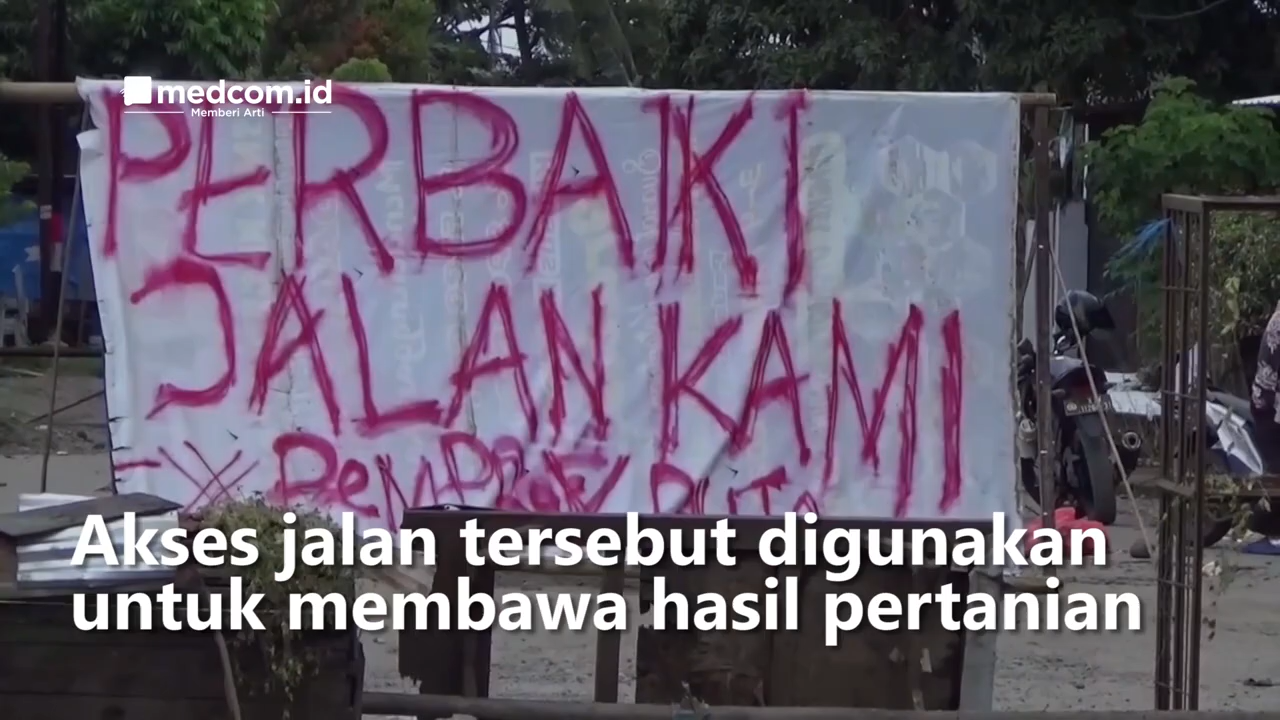 medcom.id
Memberi Arti
PERBAIKI
JALAN KAMI
Akses jalan tersebut digunakan
untuk membawa hasil pertanian